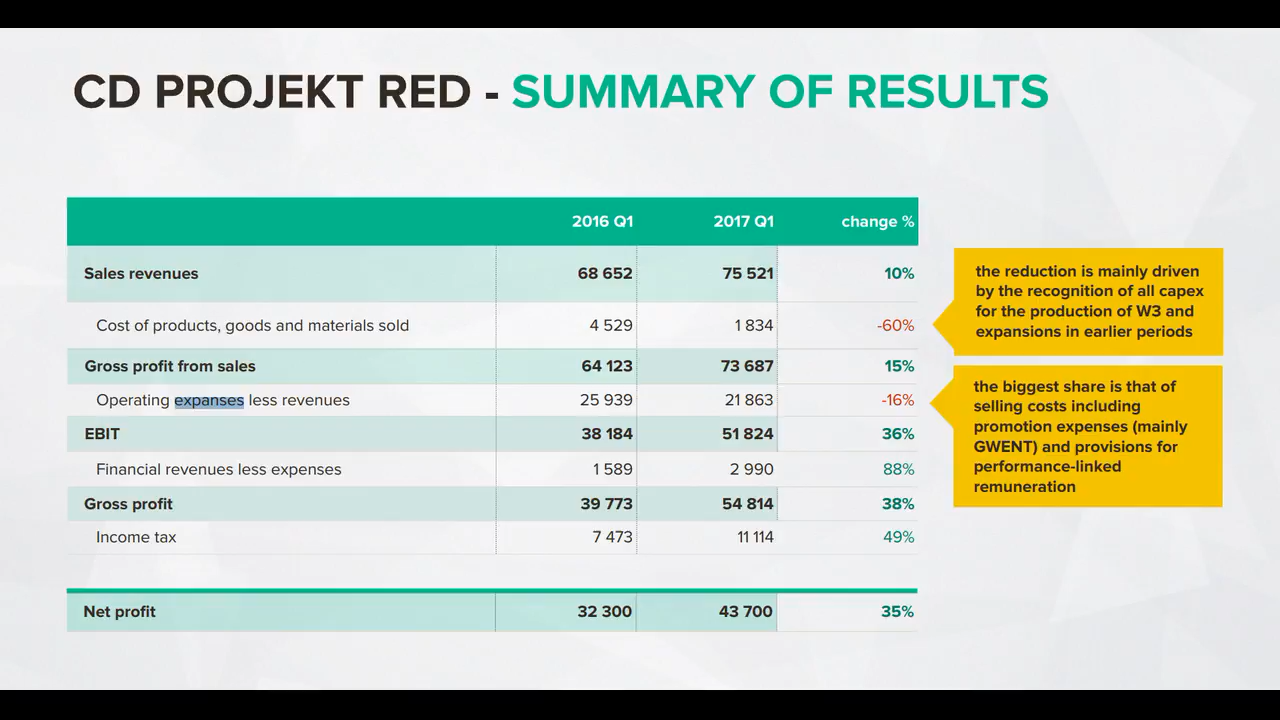 CD PROJEKT RED - SUMMARY OF RESULTS
2016 Q1 2017 Q1 change %
Sales revenues 68 652 75 521 10%
Cost of products, goods and materials sold 4 529 1 834 -60%
Gross profit from sales 64 123 73 687 15%
Operating expanses less revenues 25 939 21 863 -16%
EBIT 38 184 51 824 36%
Financial revenues less expenses 1 589 2 990 88%
Gross profit 39 773 54 814 38%
Income tax 7 473 11 114 49%
Net profit 32 300 43 700 35%
the reduction is mainly driven
by the recognition of all capex
for the production of W3 and
expansions in earlier periods
the biggest share is that of
selling costs including
promotion expenses (mainly
GWENT) and provisions for
performance-linked
remuneration